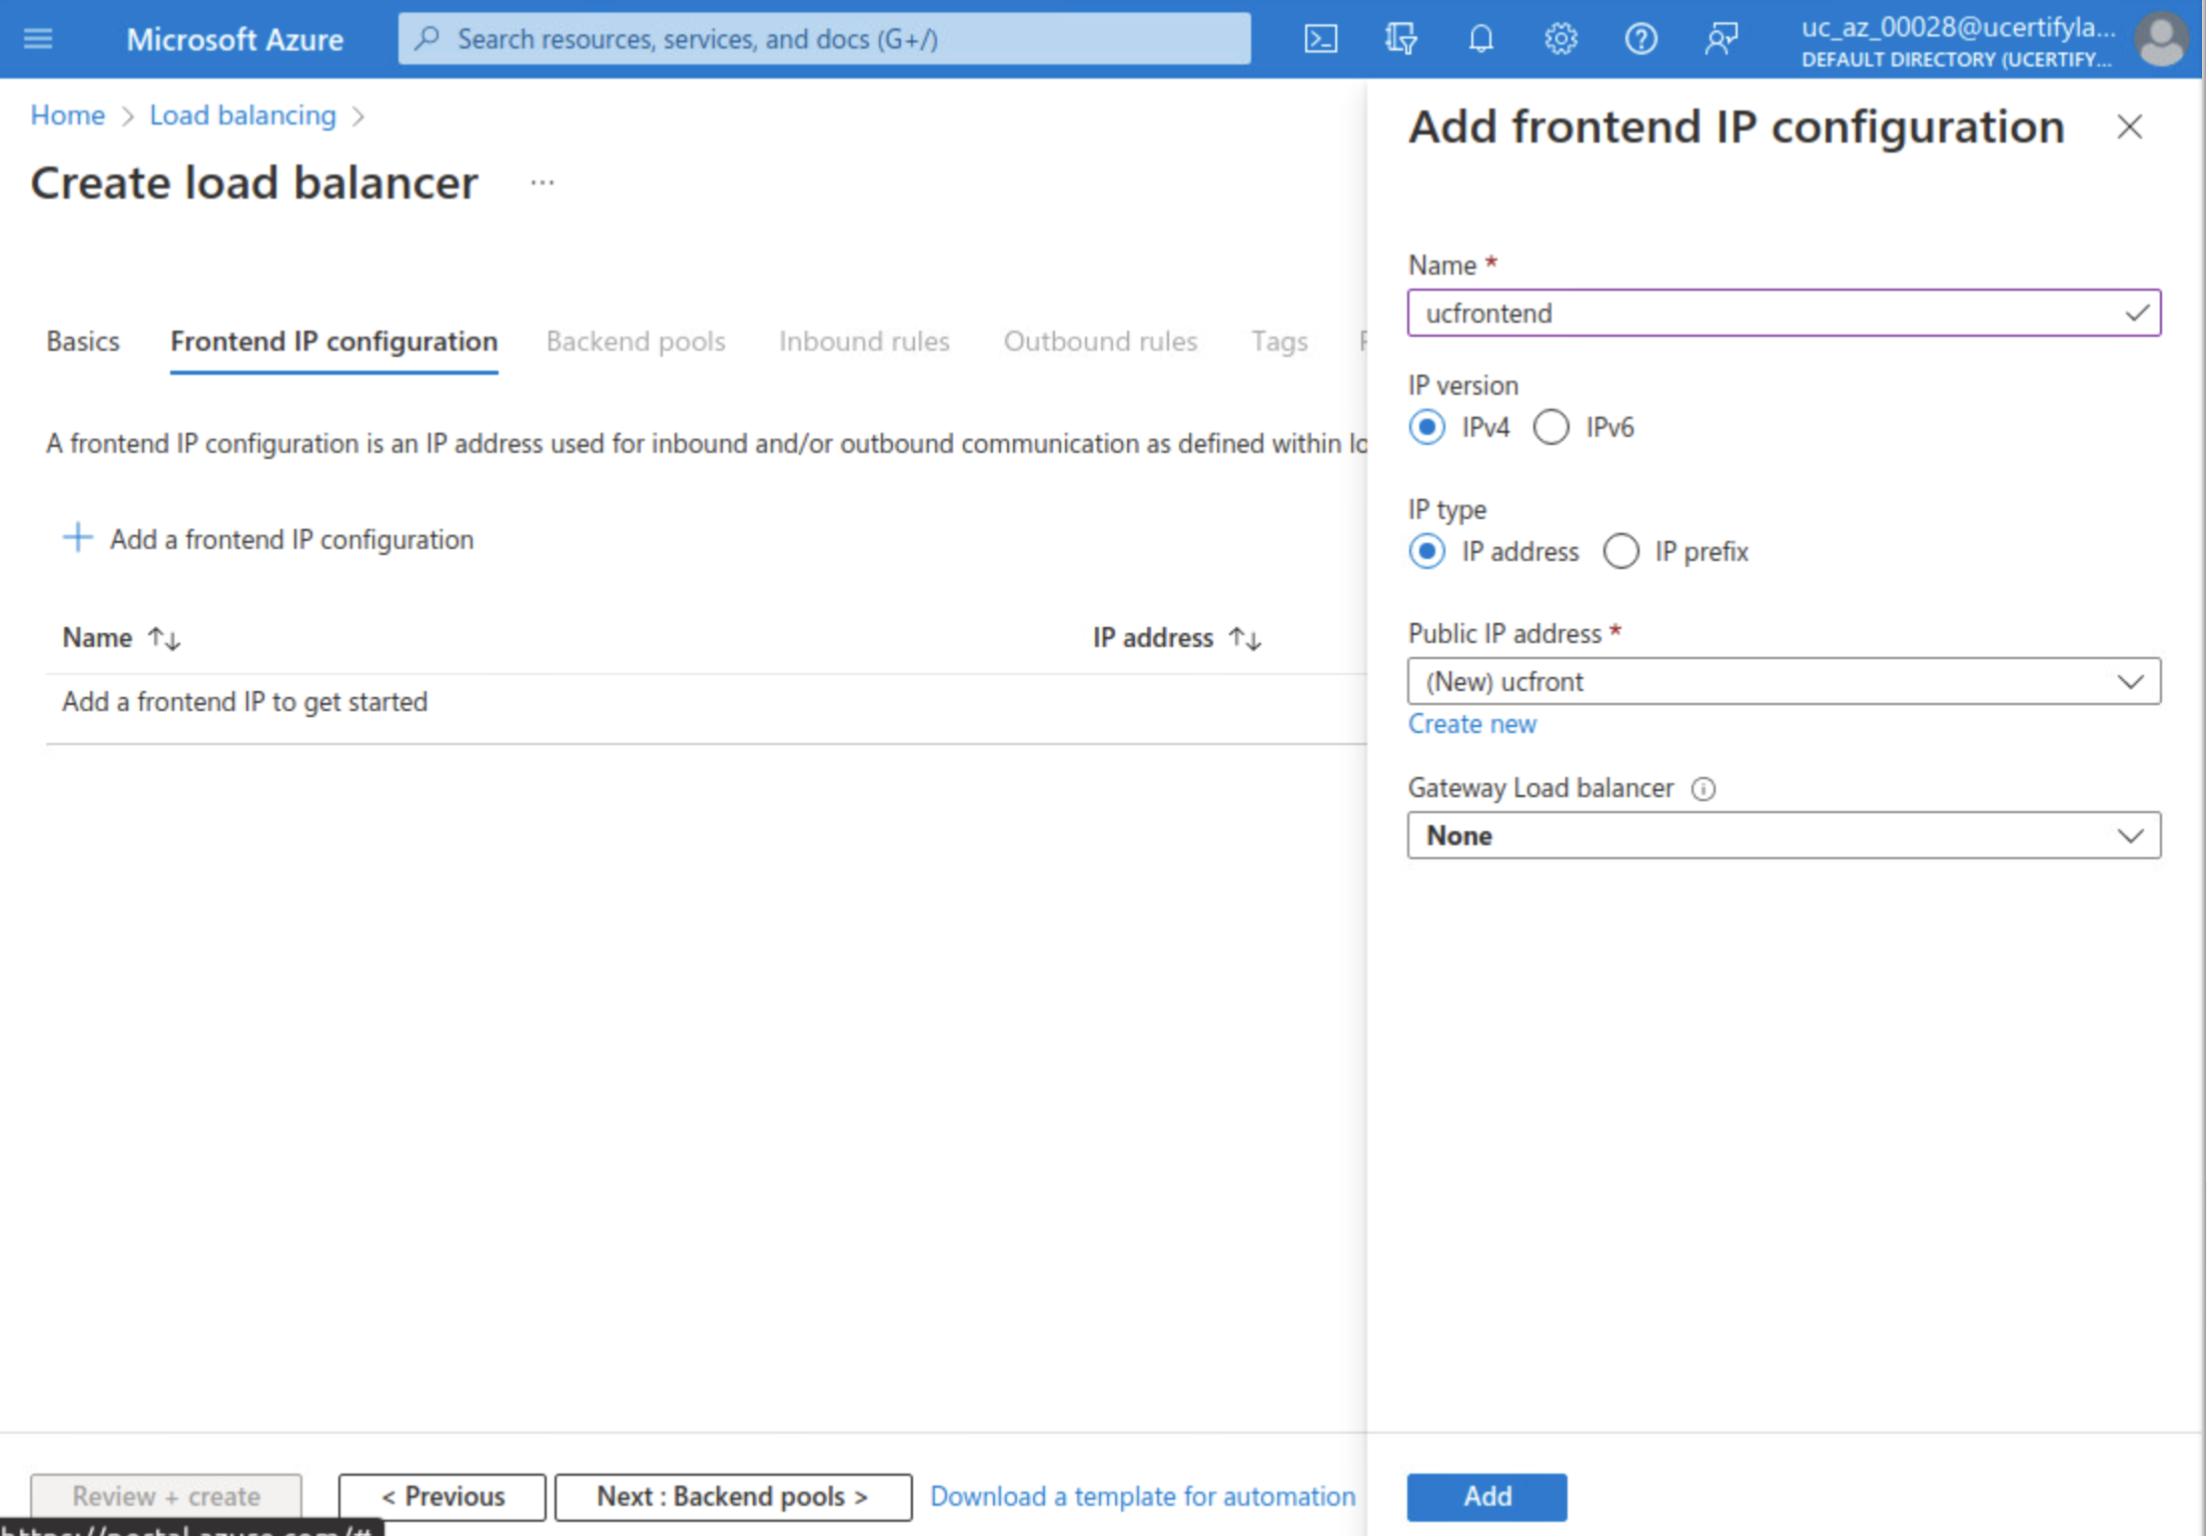 Microsoft Azure
Search resources, services, and docs (G+/)
uc_az_00028@ucertifyla...
DEFAULT DIRECTORY (UCERTIFY...
Home > Load balancing >
Create load balancer ...
Basics
Frontend IP configuration
Backend pools
Inbound rules
Outbound rules
Tags
A frontend IP configuration is an IP address used for inbound and/or outbound communication as defined within lo
+ Add a frontend IP configuration
Name ↑↓
IP address ↑↓
Add a frontend IP to get started
Review + create
< Previous
Next : Backend pools >
Download a template for automation
https://portal.azure.com/#
Add frontend IP configuration
Name *
ucfrontend
IP version
IPv4
IPv6
IP type
IP address
IP prefix
Public IP address *
(New) ucfront
Create new
Gateway Load balancer
None
Add